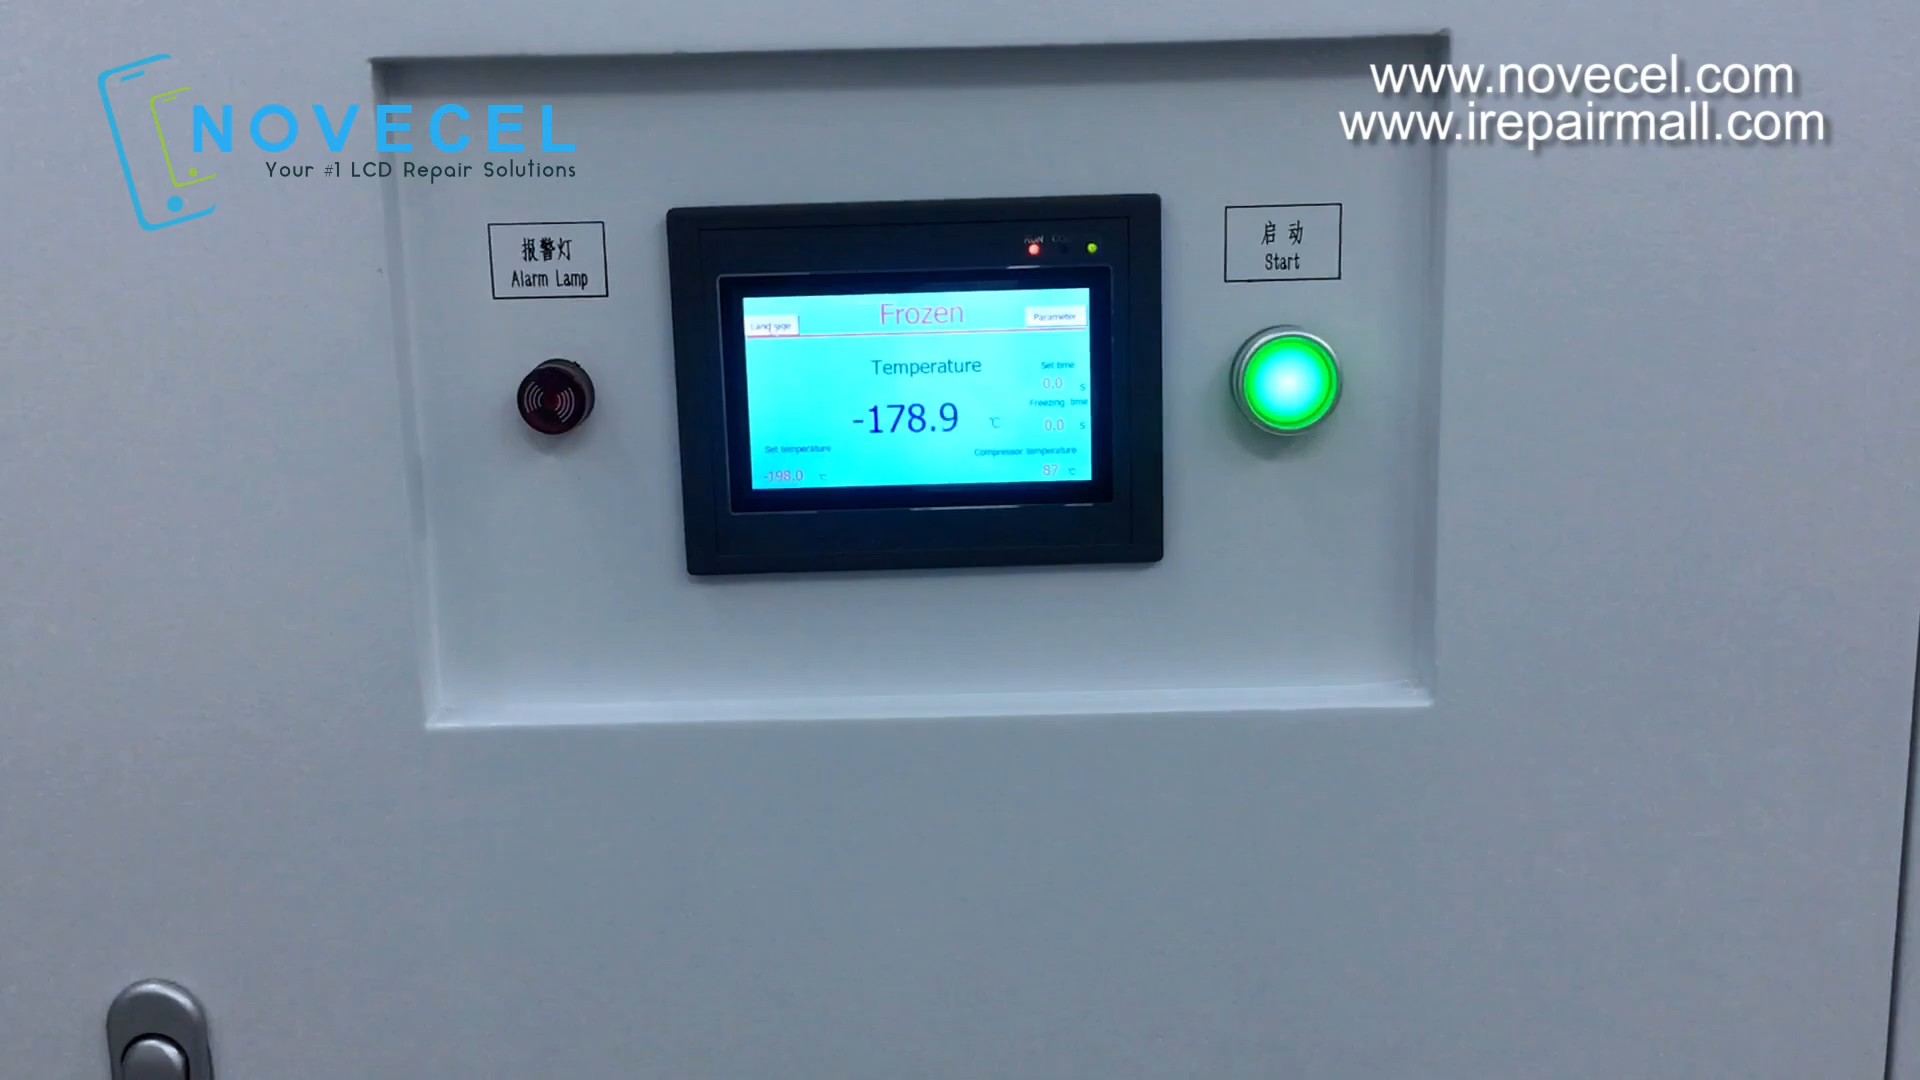 NOVECEL
Your #1 LCD Repair Solutions
www.novecel.com
www.irepairmall.com
报警灯
Alarm Lamp
启动
Start
RUN
Frozen
Parameter
Temperature
-178.9 ℃
Set time
0.0 s
Freezing time
0.0 s
Set temperature
-198.0 ℃
Compressor temperature
87 ℃